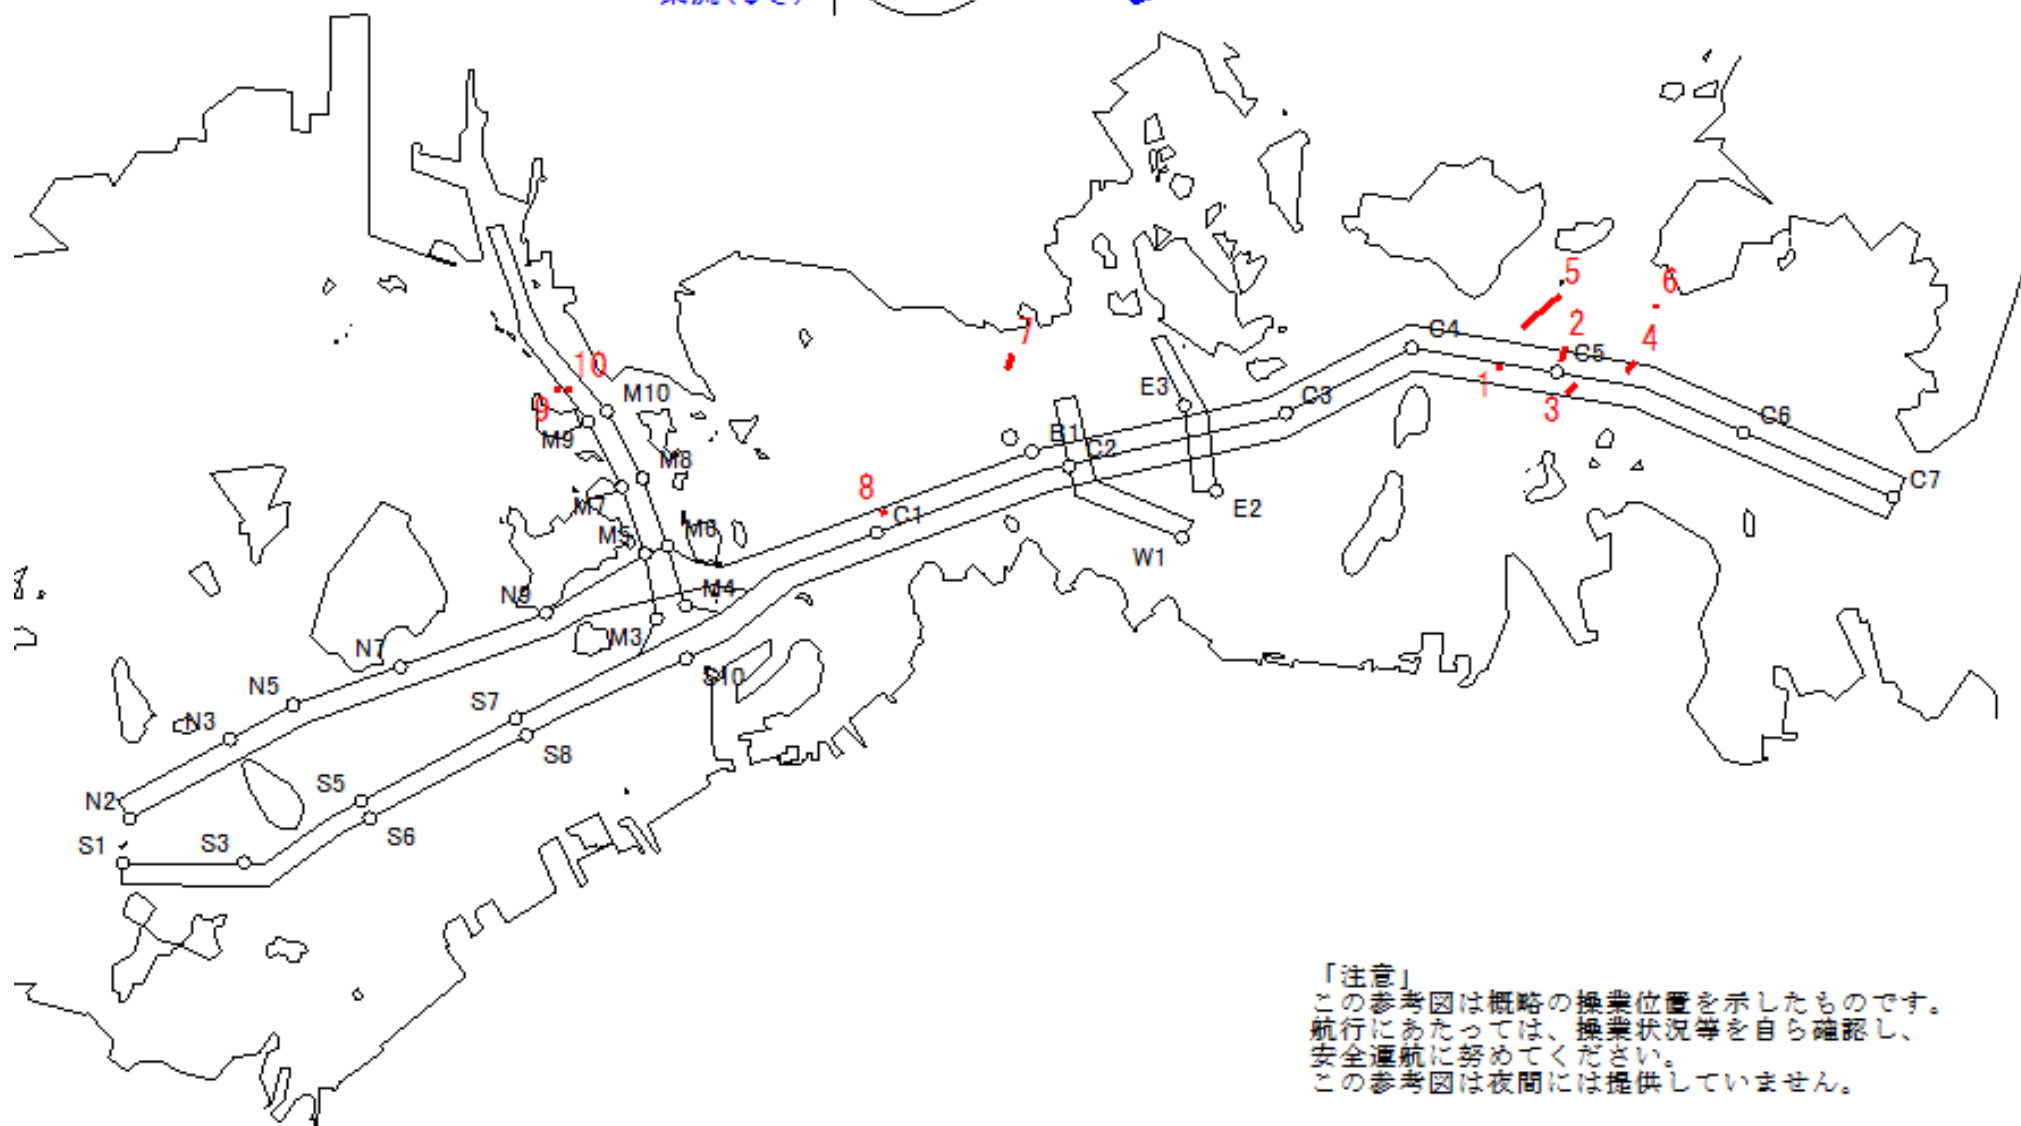 5
6
7
2
C4
4
C5
10
1
E3
M10
3
9
C3
C6
M9
B1
C2
M8
C7
8
M7
E2
C1
M5
M6
W1
N9
M4
M3
N7
S10
N5
S7
N3
S8
S5
N2
S6
S1
S3
「注意」
この参考図は概略の操業位置を示したものです。
航行にあたっては、操業状況等を自ら確認し、
安全運航に努めてください。
この参考図は夜間には提供していません。